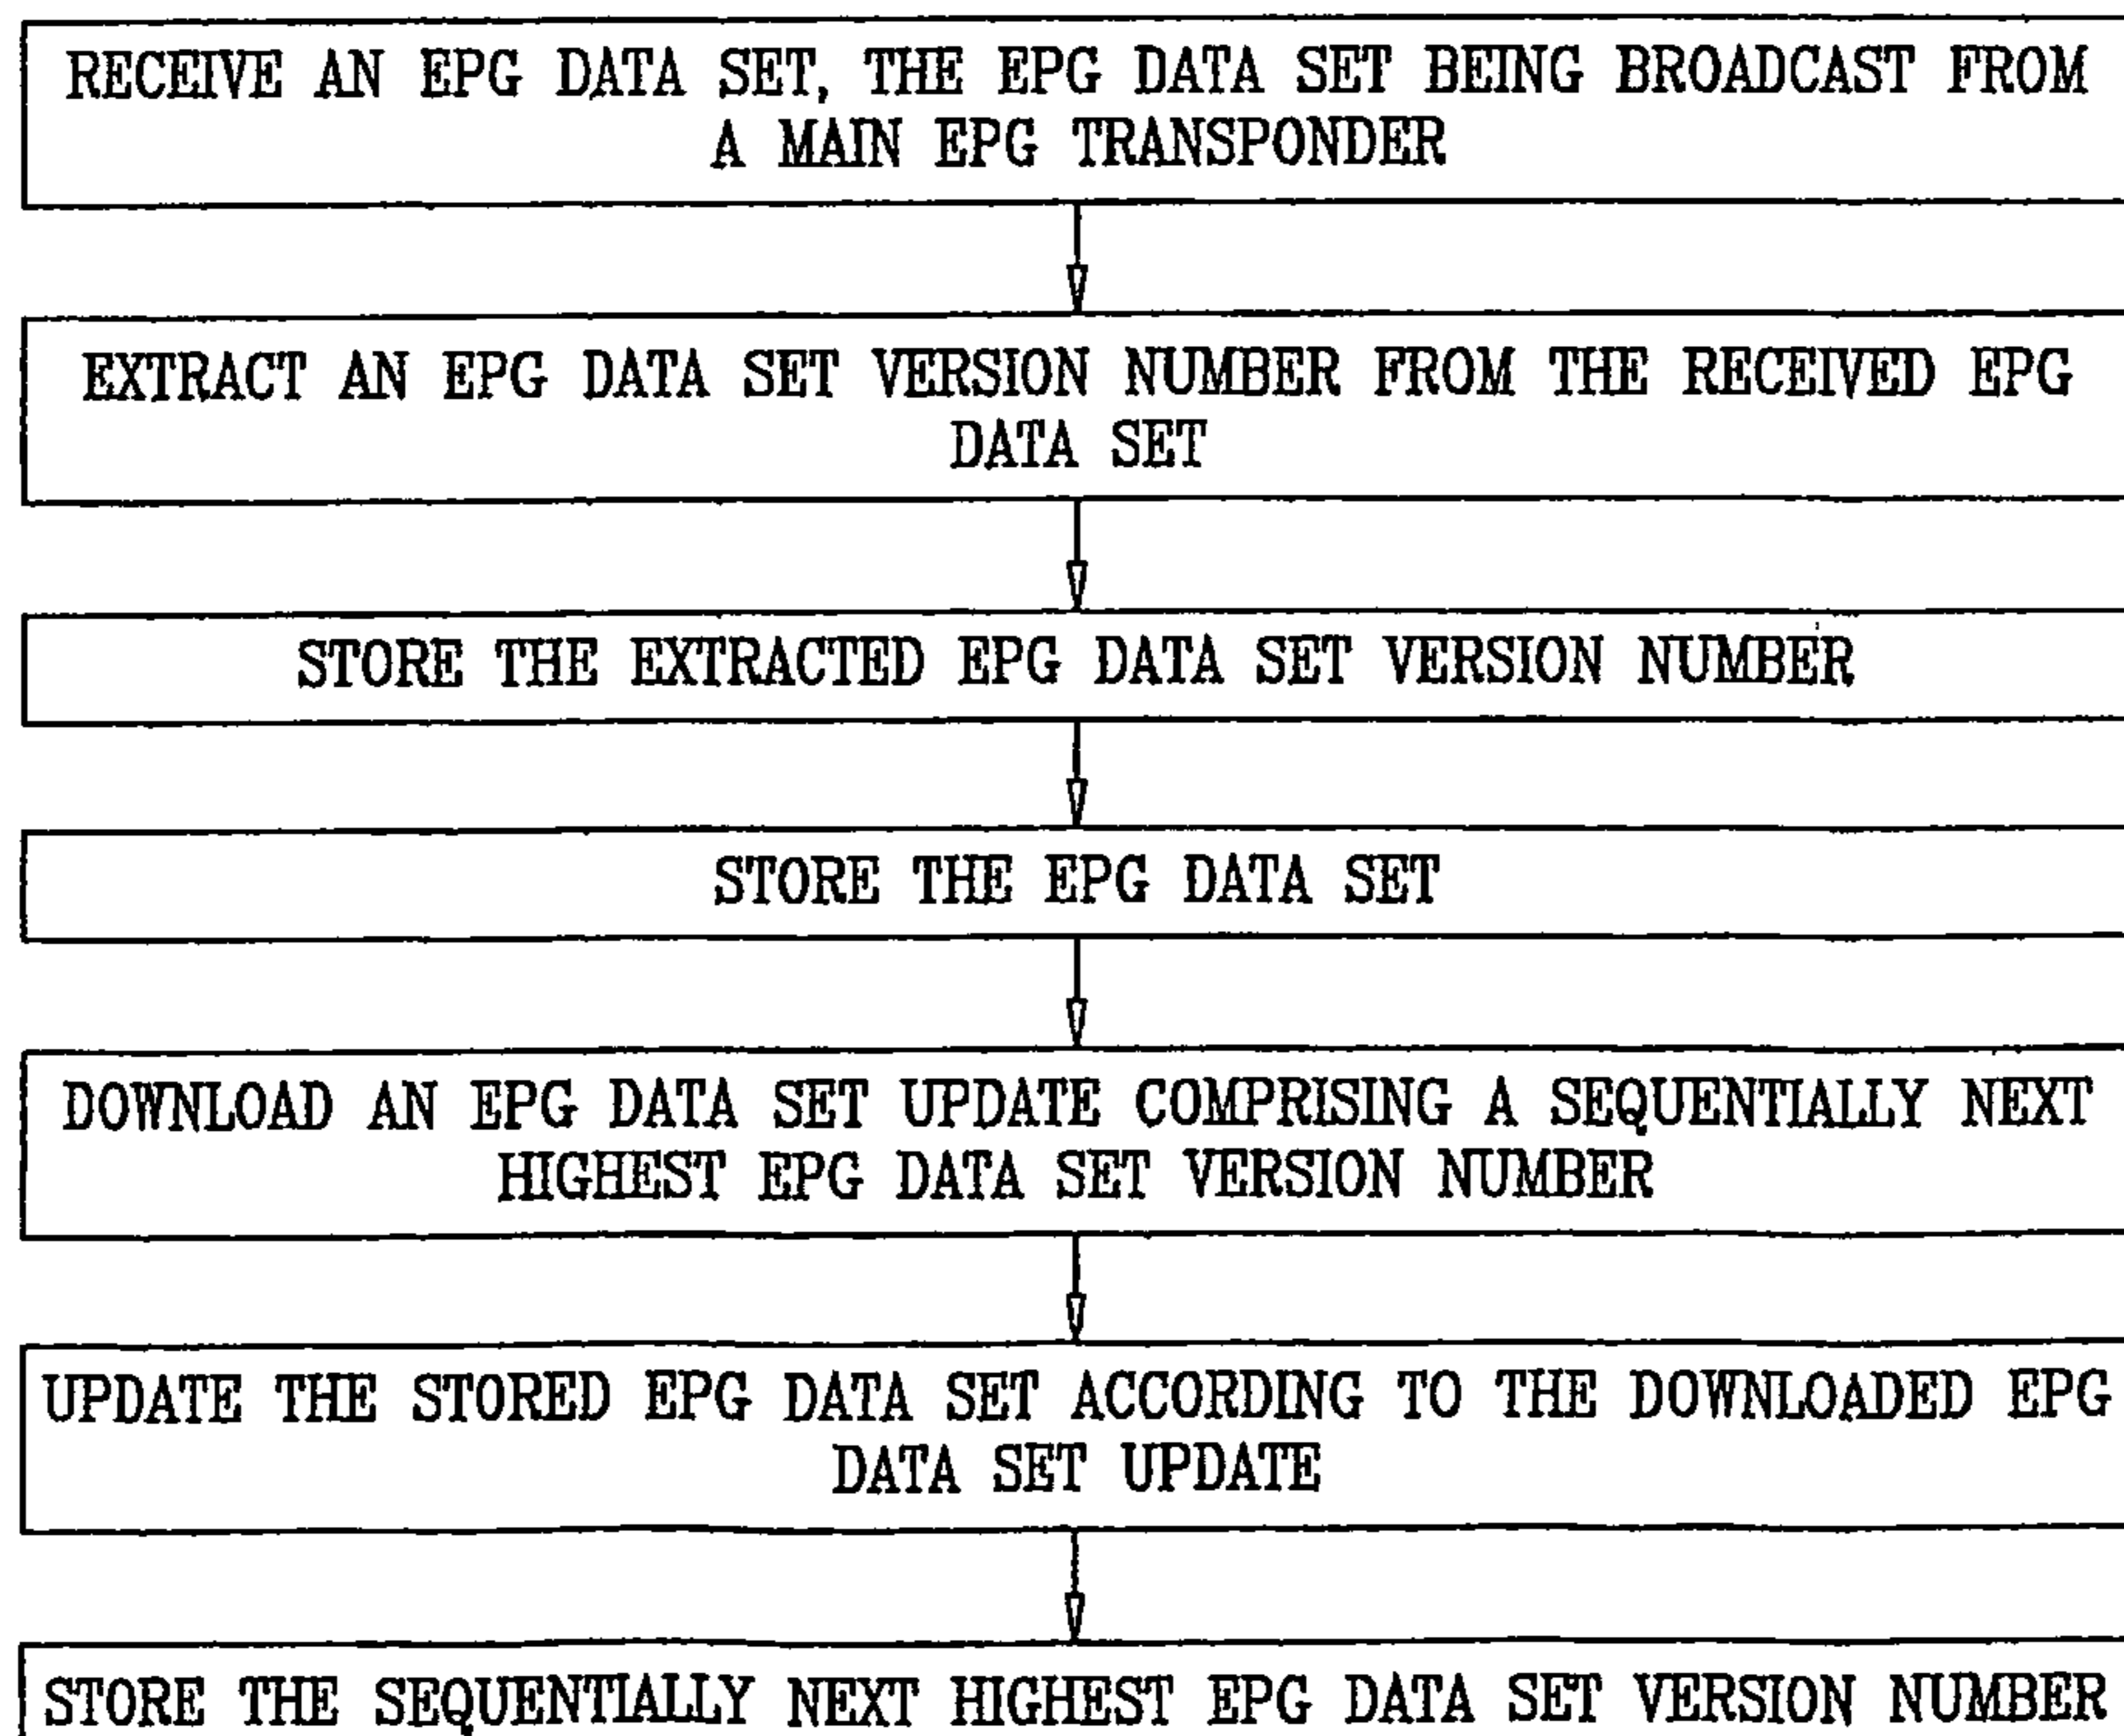 RECEIVE AN EPG DATA SET, THE EPG DATA SET BEING BROADCAST FROM
A MAIN EPG TRANSPONDER
EXTRACT AN EPG DATA SET VERSION NUMBER FROM THE RECEIVED EPG
DATA SET
STORE THE EXTRACTED EPG DATA SET VERSION NUMBER
STORE THE EPG DATA SET
DOWNLOAD AN EPG DATA SET UPDATE COMPRISING A SEQUENTIALLY NEXT
HIGHEST EPG DATA SET VERSION NUMBER
UPDATE THE STORED EPG DATA SET ACCORDING TO THE DOWNLOADED EPG
DATA SET UPDATE
STORE THE SEQUENTIALLY NEXT HIGHEST EPG DATA SET VERSION NUMBER